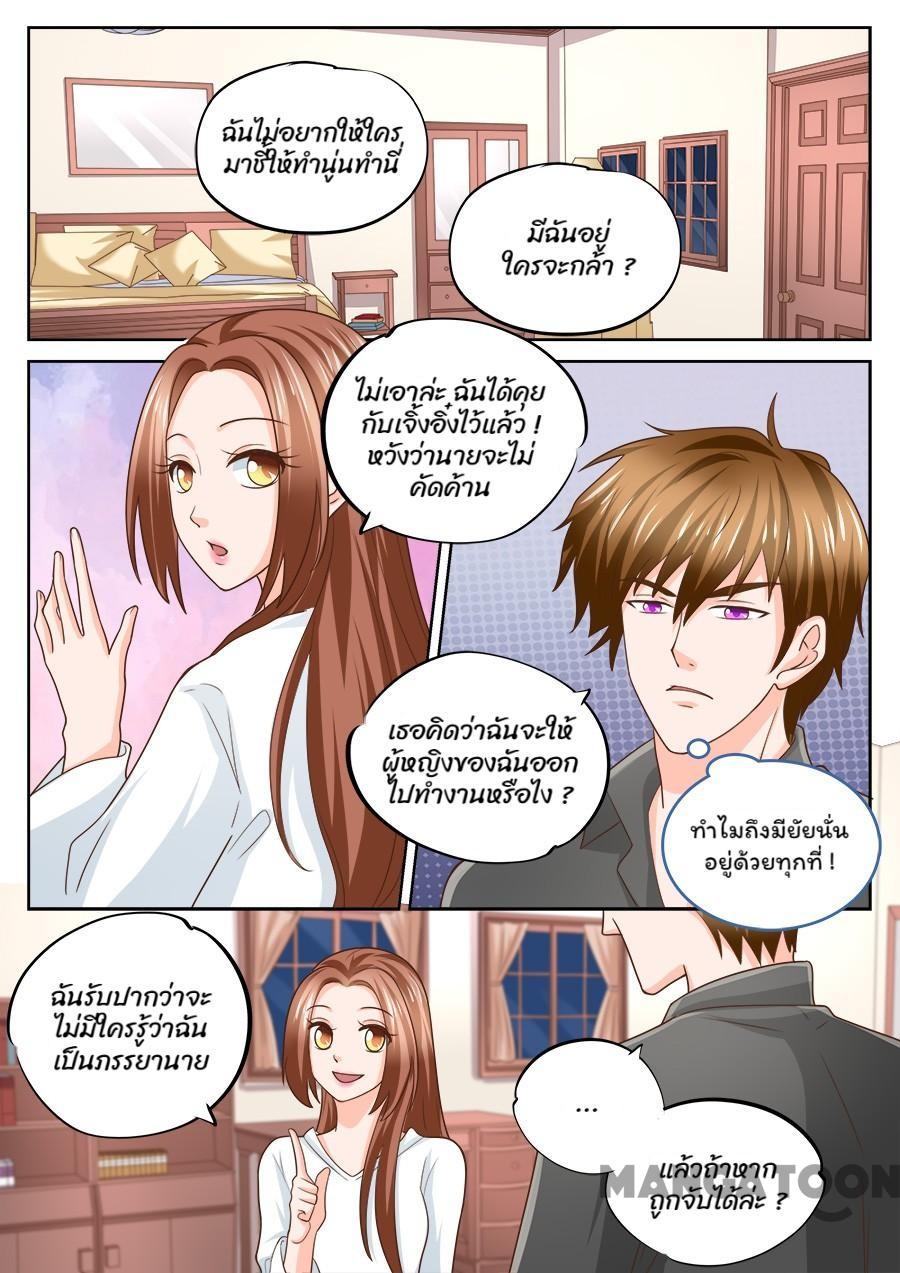 ฉันไม่อยากให้ใคร
มาชี้ให้ทำนู่นทำนี่
มีฉันอยู่
ใครจะกล้า ?
ไม่เอาล่ะ ฉันได้คุย
กับเจิ้งอิ๋งไว้แล้ว !
หวังว่านายจะไม่
คัดค้าน
เธอคิดว่าฉันจะให้
ผู้หญิงของฉันออก
ไปทำงานหรือไง ?
ทำไมถึงมียัยนั่น
อยู่ด้วยทุกที่ !
ฉันรับปากว่าจะ
ไม่มีใครรู้ว่าฉัน
เป็นภรรยานาย
...
แล้วถ้าหาก
ถูกจับได้ล่ะ ?
MANGATOON